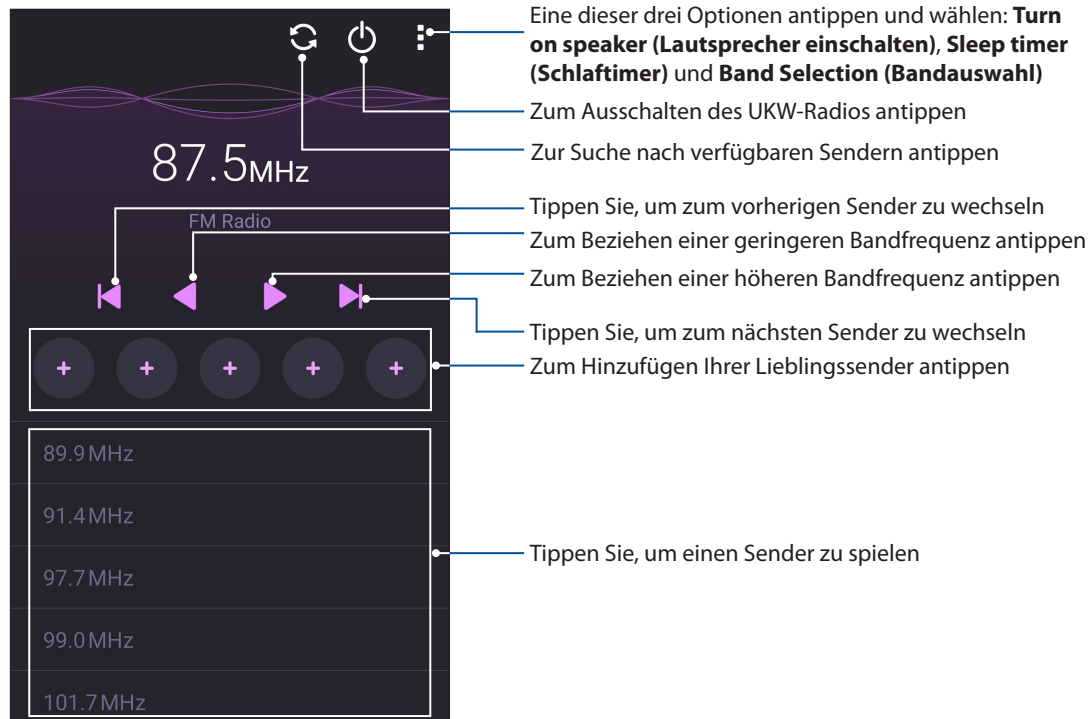 Eine dieser drei Optionen antippen und wählen: Turn
on speaker (Lautsprecher einschalten), Sleep timer
(Schlaftimer) und Band Selection (Bandauswahl)
Zum Ausschalten des UKW-Radios antippen
Zur Suche nach verfügbaren Sendern antippen
87.5MHz
FM Radio
Tippen Sie, um zum vorherigen Sender zu wechseln
Zum Beziehen einer geringeren Bandfrequenz antippen
Zum Beziehen einer höheren Bandfrequenz antippen
Tippen Sie, um zum nächsten Sender zu wechseln
Zum Hinzufügen Ihrer Lieblingssender antippen
89.9MHz
91.4MHz
97.7MHz
99.0MHz
101.7MHz
Tippen Sie, um einen Sender zu spielen